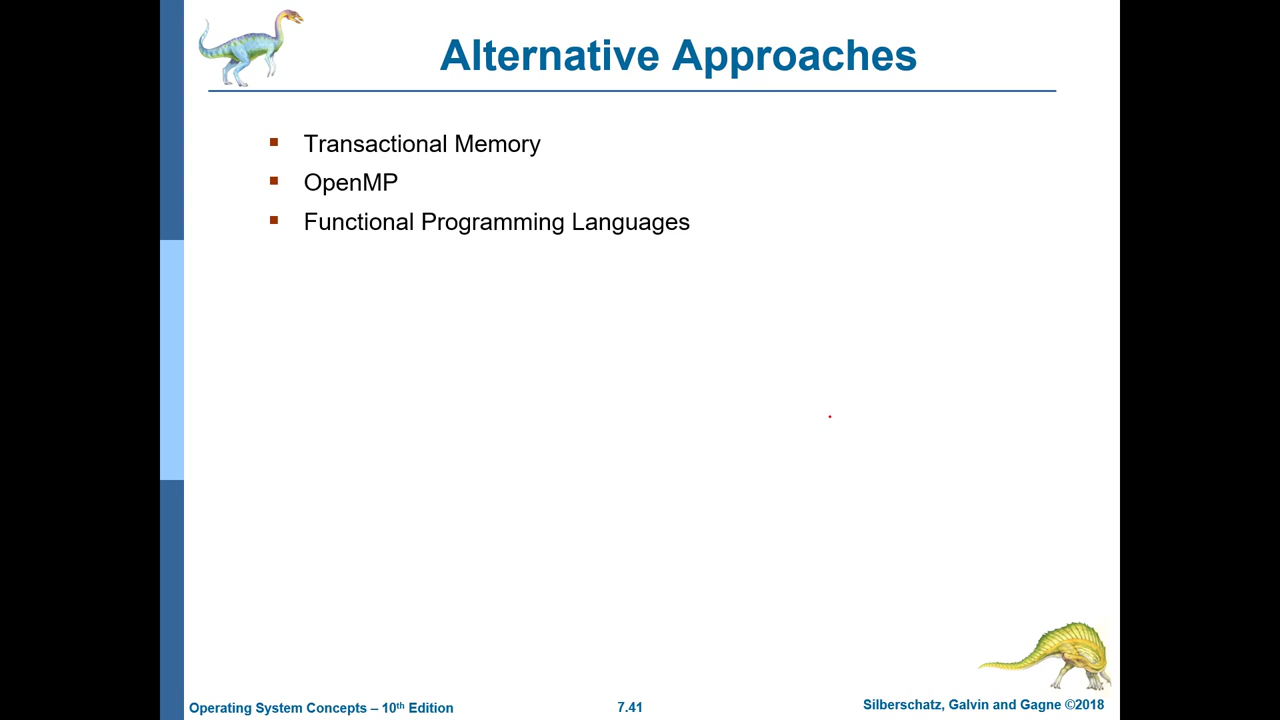 Alternative Approaches
Transactional Memory
OpenMP
Functional Programming Languages
Operating System Concepts – 10th Edition
7.41
Silberschatz, Galvin and Gagne ©2018